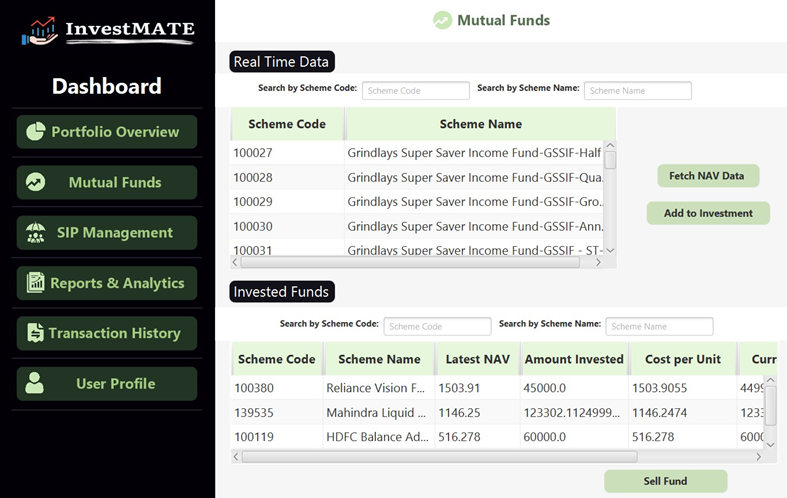 InvestMATE
Dashboard
Portfolio Overview
Mutual Funds
SIP Management
Reports & Analytics
Transaction History
User Profile
Mutual Funds
Real Time Data
Search by Scheme Code: Scheme Code Search by Scheme Name: Scheme Name
Scheme Code Scheme Name
100027 Grindlays Super Saver Income Fund-GSSIF-Half
100028 Grindlays Super Saver Income Fund-GSSIF-Qua...
100029 Grindlays Super Saver Income Fund-GSSIF-Gro...
100030 Grindlays Super Saver Income Fund-GSSIF-Ann...
100031 Grindlays Super Saver Income Fund-GSSIF - ST-
Fetch NAV Data
Add to Investment
Invested Funds
Search by Scheme Code: Scheme Code Search by Scheme Name: Scheme Name
Scheme Code Scheme Name Latest NAV Amount Invested Cost per Unit Curr
100380 Reliance Vision F... 1503.91 45000.0 1503.9055 4499
139535 Mahindra Liquid ... 1146.25 123302.1124999... 1146.2474 1233
100119 HDFC Balance Ad... 516.278 60000.0 516.278 6000
Sell Fund